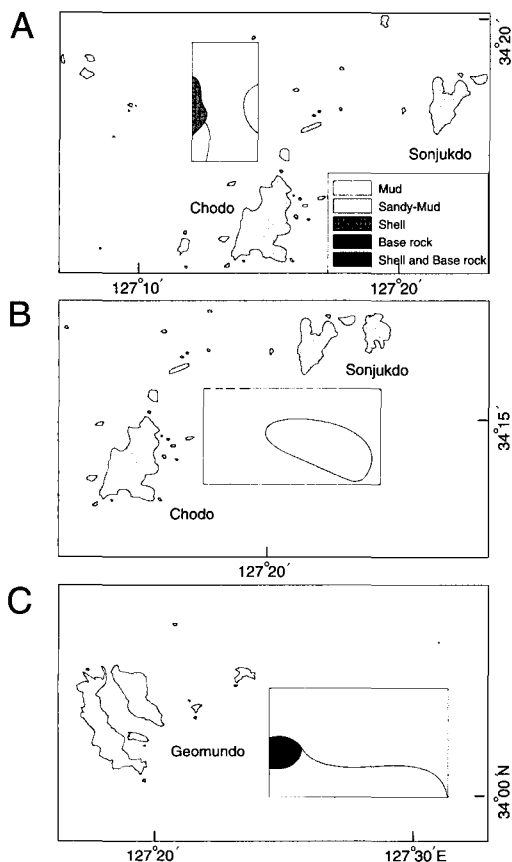 A
34°20′
Sonjukdo
Chodo
Mud
Sandy-Mud
Shell
Base rock
Shell and Base rock
127°10′
127°20′
B
Sonjukdo
34°15′
Chodo
127°20′
C
Geomundo
34°00′N
127°20′
127°30′E